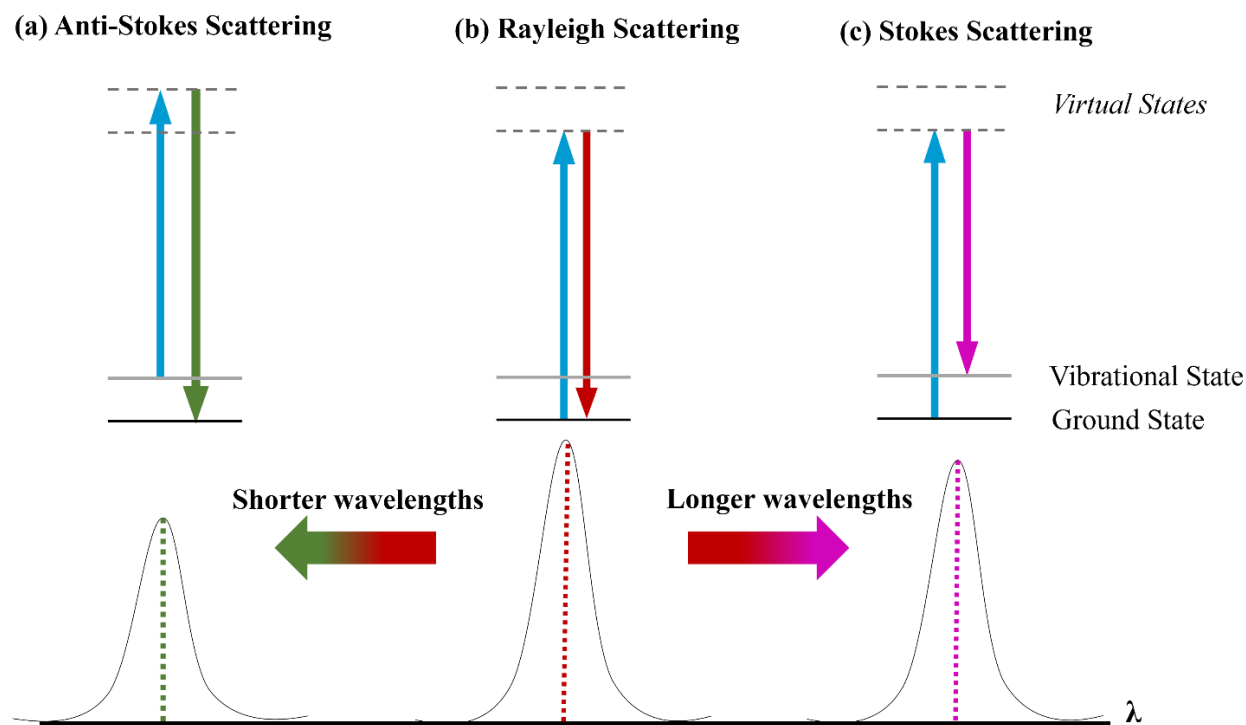 (a) Anti-Stokes Scattering
(b) Rayleigh Scattering
(c) Stokes Scattering
Virtual States
Vibrational State
Ground State
Shorter wavelengths
Longer wavelengths
λ